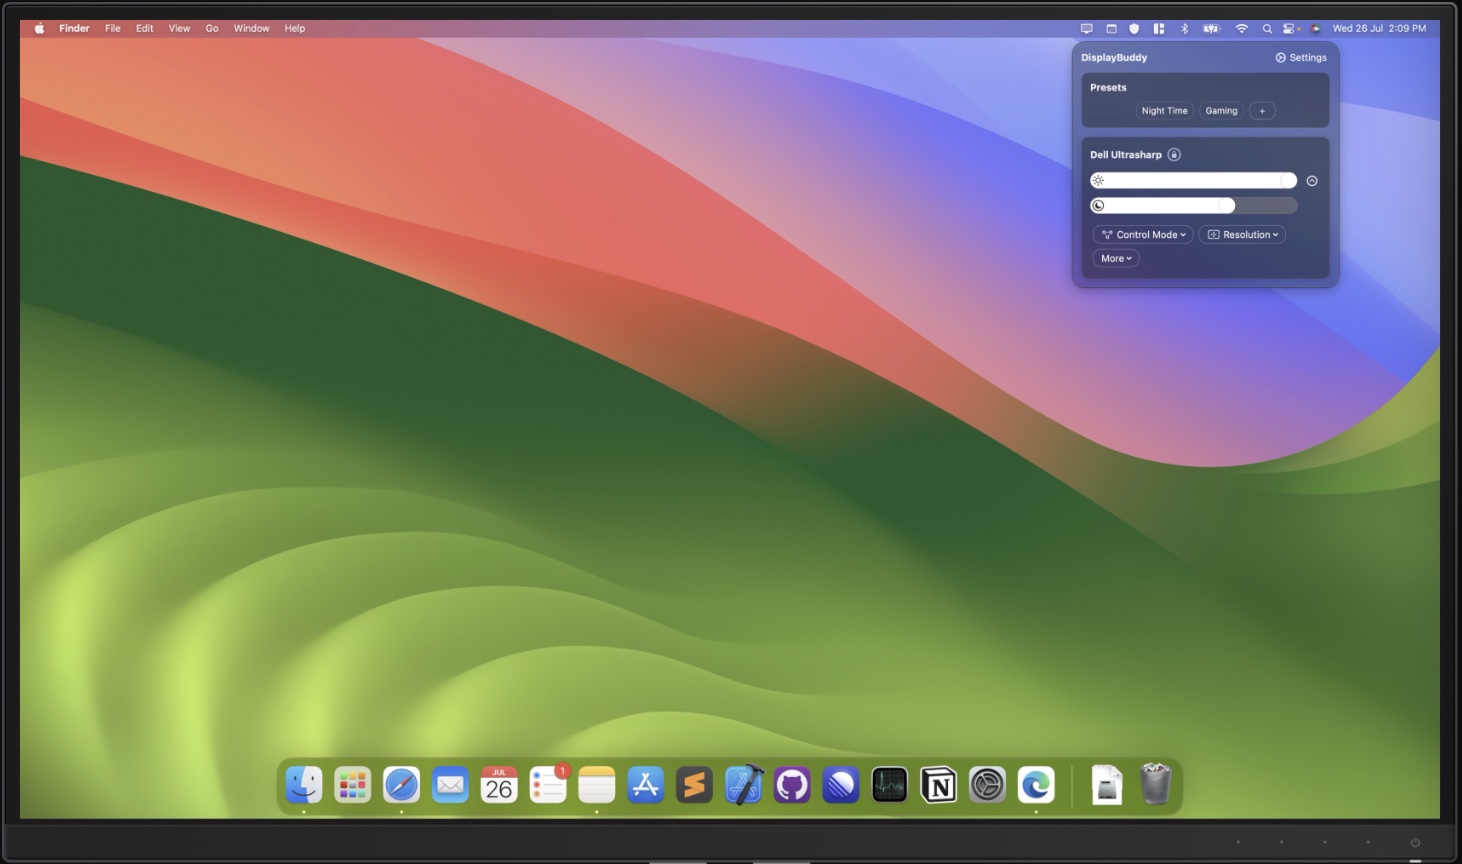 Finder File Edit View Go Window Help
Wed 26 Jul 2:09 PM
DisplayBuddy Settings
Presets
Night Time Gaming +
Dell Ultrasharp
Control Mode Resolution
More
JUL
26
1
N